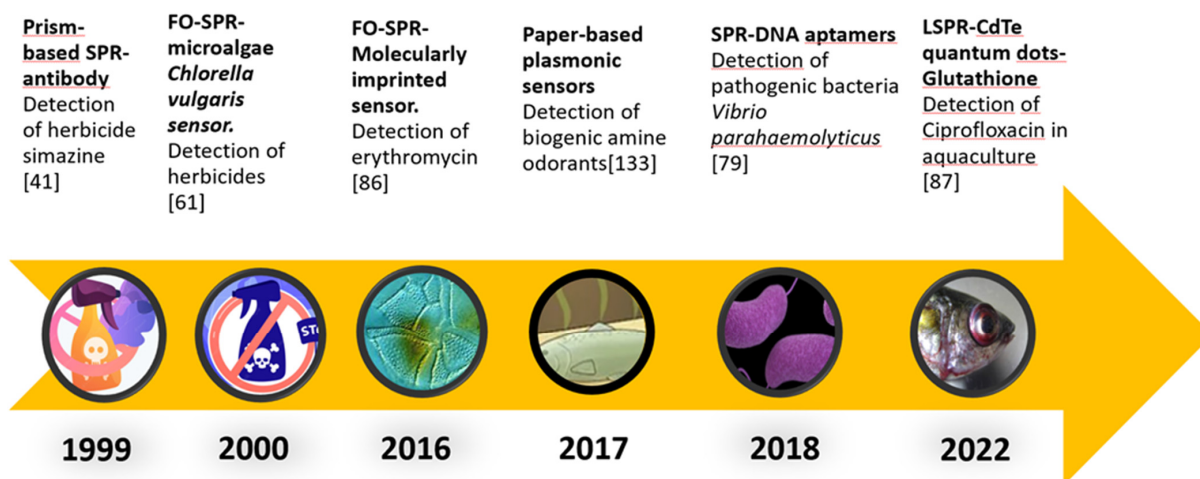 Prism-
based SPR-
antibody
Detection
of herbicide
simazine
[41]
FO-SPR-
microalgae
Chlorella
vulgaris
sensor.
Detection of
herbicides
[61]
FO-SPR-
Molecularly
imprinted
sensor.
Detection of
erythromycin
[86]
Paper-based
plasmonic
sensors
Detection of
biogenic amine
odorants[133]
SPR-DNA aptamers
Detection of
pathogenic bacteria
Vibrio
parahaemolyticus
[79]
LSPR-CdTe
quantum dots-
Glutathione
Detection of
Ciprofloxacin in
aquaculture
[87]
1999
2000
2016
2017
2018
2022